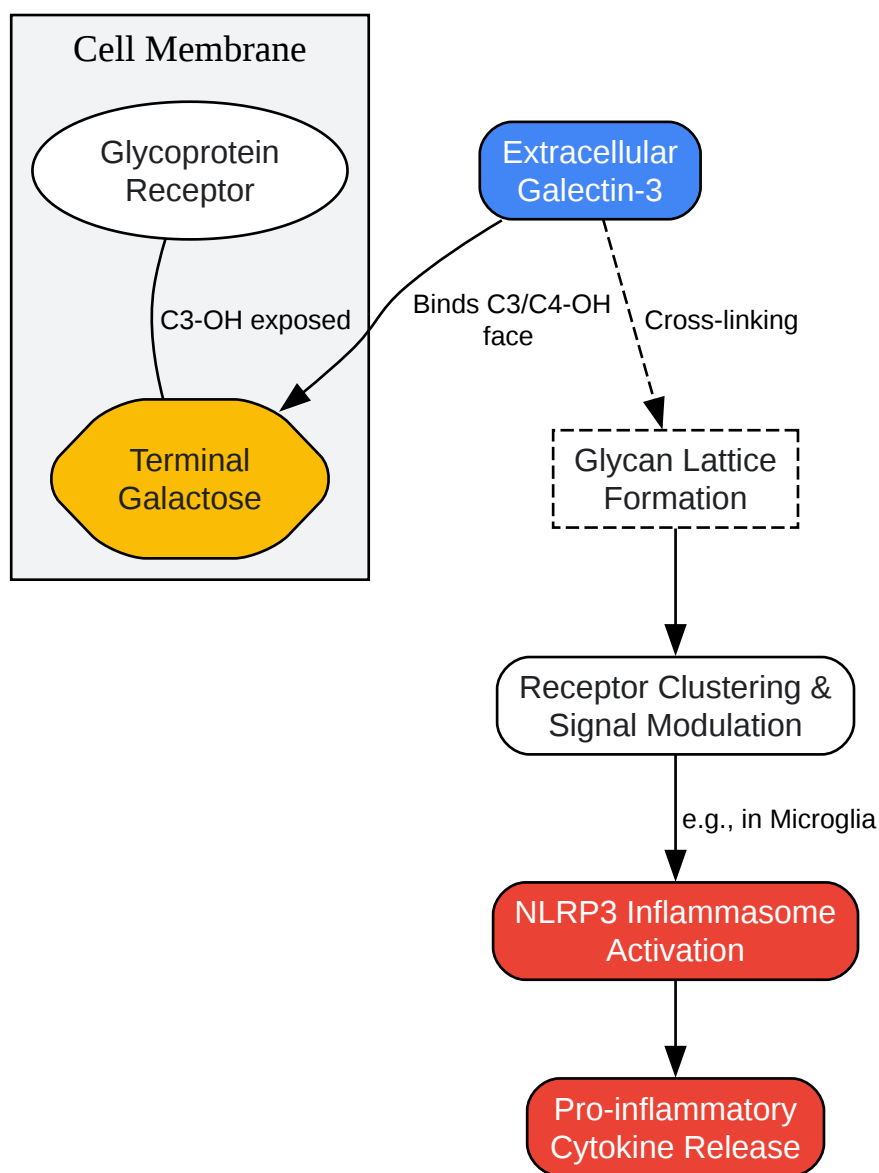 Cell Membrane
Glycoprotein
Receptor
Extracellular
Galectin-3
C3-OH exposed
Binds C3/C4-OH
face
Cross-linking
Terminal
Galactose
Glycan Lattice
Formation
Receptor Clustering &
Signal Modulation
e.g., in Microglia
NLRP3 Inflammasome
Activation
Pro-inflammatory
Cytokine Release